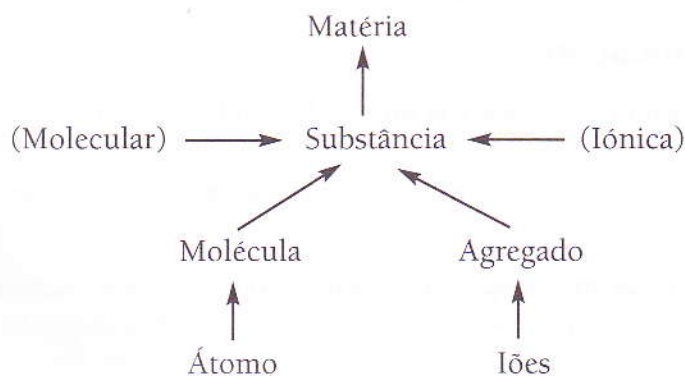 Matéria
(Molecular) Substância (Iónica)
Molécula Agregado
Átomo Iões